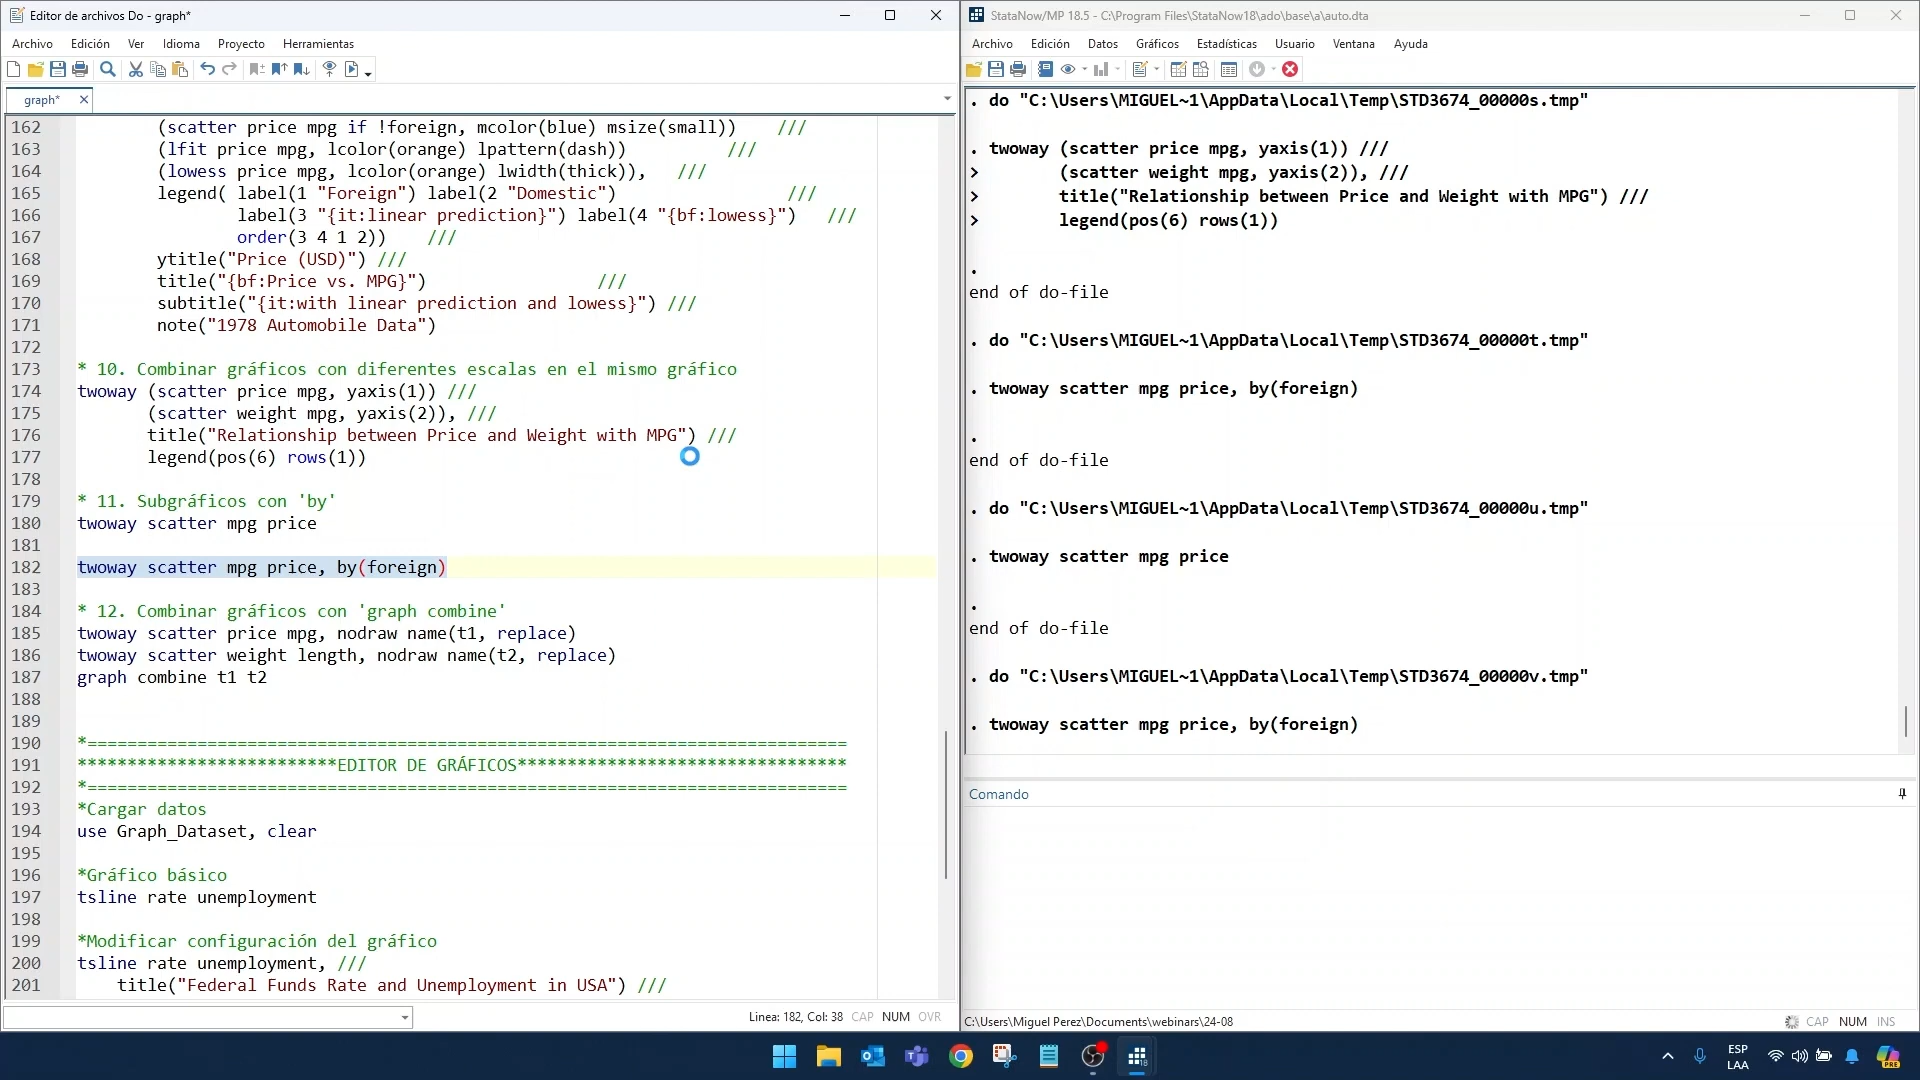 Editor de archivos Do - graph*
Archivo Edición Ver Idioma Proyecto Herramientas
graph*
162 (scatter price mpg if !foreign, mcolor(blue) msize(small)) ///
163 (lfit price mpg, lcolor(orange) lpattern(dash)) ///
164 (lowess price mpg, lcolor(orange) lwidth(thick)), ///
165 legend( label(1 "Foreign") label(2 "Domestic") ///
166 label(3 "{it:linear prediction}") label(4 "{bf:lowess}") ///
167 order(3 4 1 2)) ///
168 ytitle("Price (USD)") ///
169 title("{bf:Price vs. MPG}") ///
170 subtitle("{it:with linear prediction and lowess}") ///
171 note("1978 Automobile Data")
172
173 * 10. Combinar gráficos con diferentes escalas en el mismo gráfico
174 twoway (scatter price mpg, yaxis(1)) ///
175 (scatter weight mpg, yaxis(2)), ///
176 title("Relationship between Price and Weight with MPG") ///
177 legend(pos(6) rows(1))
178
179 * 11. Subgráficos con 'by'
180 twoway scatter mpg price
181
182 twoway scatter mpg price, by(foreign)
183
184 * 12. Combinar gráficos con 'graph combine'
185 twoway scatter price mpg, nodraw name(t1, replace)
186 twoway scatter weight length, nodraw name(t2, replace)
187 graph combine t1 t2
188
189
190 *============================================================================
191 **************************EDITOR DE GRÁFICOS*********************************
192 *============================================================================
193 *Cargar datos
194 use Graph_Dataset, clear
195
196 *Gráfico básico
197 tsline rate unemployment
198
199 *Modificar configuración del gráfico
200 tsline rate unemployment, ///
201 title("Federal Funds Rate and Unemployment in USA") ///
Linea: 182, Col: 38 CAP NUM OVR
StataNow/MP 18.5 - C:\Program Files\StataNow18\ado\base\a\auto.dta
Archivo Edición Datos Gráficos Estadísticas Usuario Ventana Ayuda
. do "C:\Users\MIGUEL~1\AppData\Local\Temp\STD3674_00000s.tmp"
. twoway (scatter price mpg, yaxis(1)) ///
> (scatter weight mpg, yaxis(2)), ///
> title("Relationship between Price and Weight with MPG") ///
> legend(pos(6) rows(1))
.
end of do-file
. do "C:\Users\MIGUEL~1\AppData\Local\Temp\STD3674_00000t.tmp"
. twoway scatter mpg price, by(foreign)
.
end of do-file
. do "C:\Users\MIGUEL~1\AppData\Local\Temp\STD3674_00000u.tmp"
. twoway scatter mpg price
.
end of do-file
. do "C:\Users\MIGUEL~1\AppData\Local\Temp\STD3674_00000v.tmp"
. twoway scatter mpg price, by(foreign)
Comando
C:\Users\Miguel Perez\Documents\webinars\24-08
CAP NUM INS
ESP
LAA
PRE